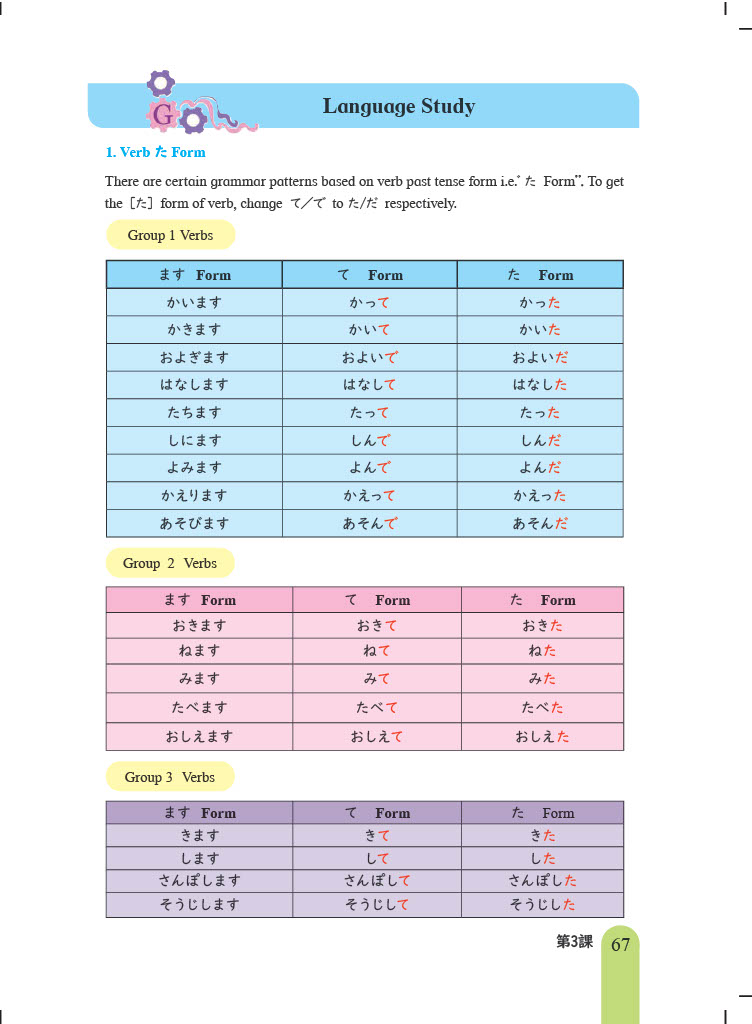 G
Language Study
1. Verb た Form
There are certain grammar patterns based on verb past tense form i.e.“ た Form”. To get
the［た］form of verb, change て／で to た/だ respectively.
Group 1 Verbs
ます Form て Form た Form
かいます かって かった
かきます かいて かいた
およぎます およいで およいだ
はなします はなして はなした
たちます たって たった
しにます しんで しんだ
よみます よんで よんだ
かえります かえって かえった
あそびます あそんで あそんだ
Group 2 Verbs
ます Form て Form た Form
おきます おきて おきた
ねます ねて ねた
みます みて みた
たべます たべて たべた
おしえます おしえて おしえた
Group 3 Verbs
ます Form て Form た Form
きます きて きた
します して した
さんぽします さんぽして さんぽした
そうじします そうじして そうじした
第3課 67